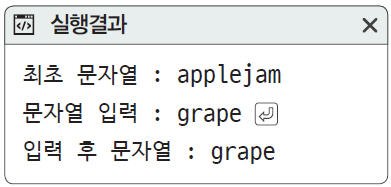 실행결과
최초 문자열 : applejam
문자열 입력 : grape
입력 후 문자열 : grape